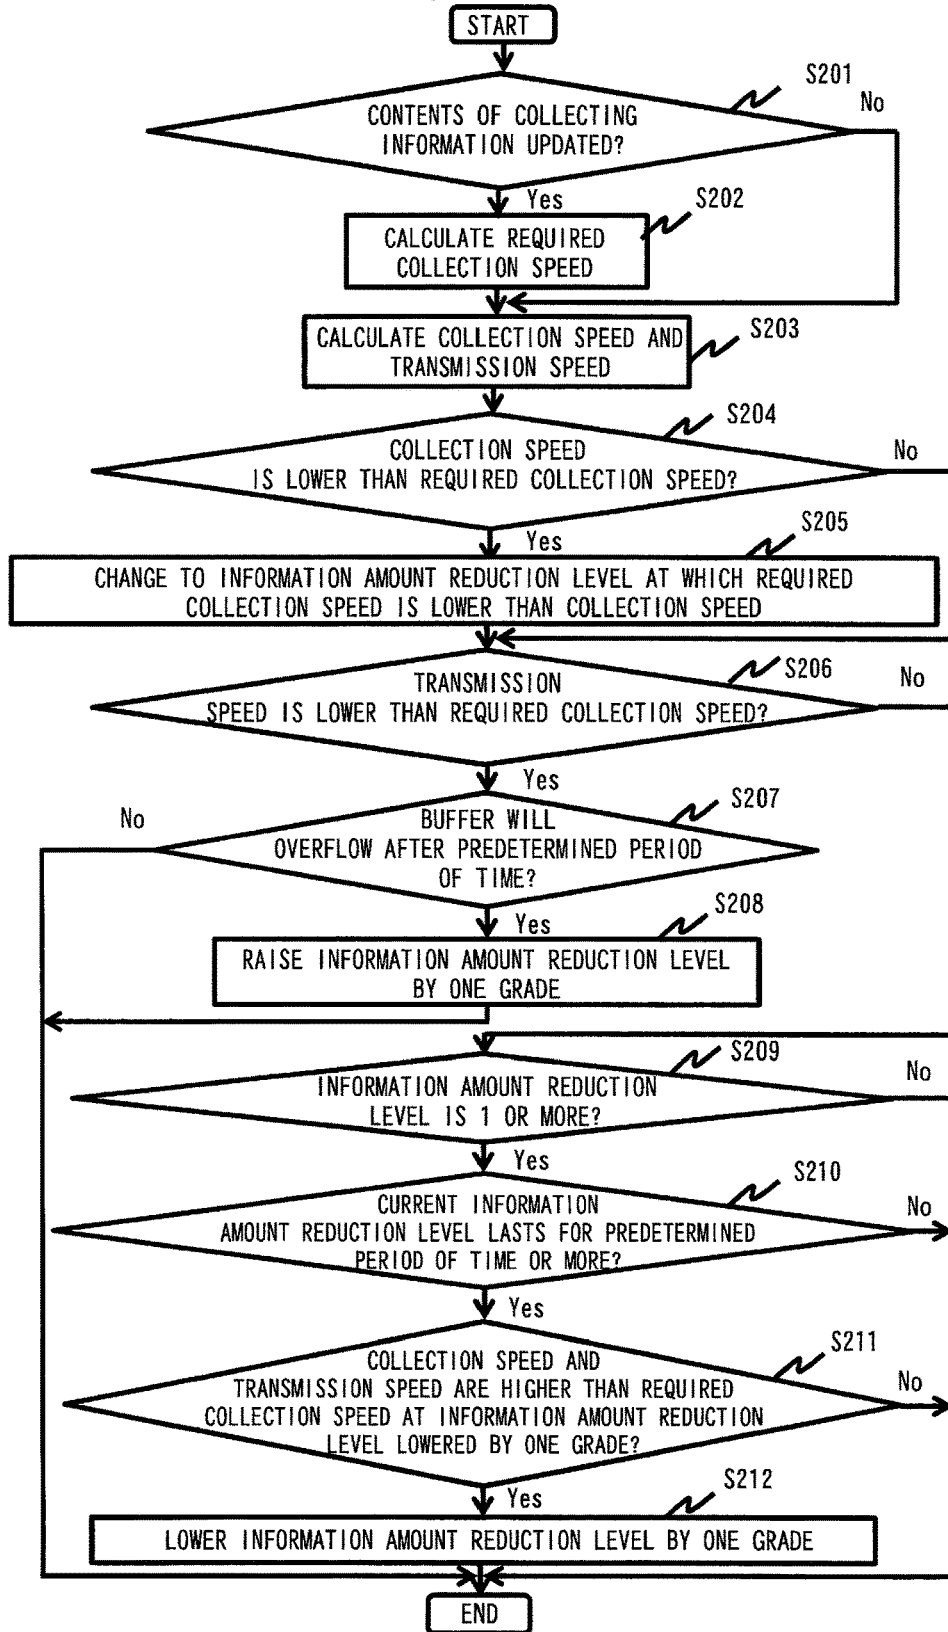 START
S201
No
CONTENTS OF COLLECTING
INFORMATION UPDATED?
Yes
S202
CALCULATE REQUIRED
COLLECTION SPEED
S203
CALCULATE COLLECTION SPEED AND
TRANSMISSION SPEED
S204
No
COLLECTION SPEED
IS LOWER THAN REQUIRED COLLECTION SPEED?
Yes
S205
CHANGE TO INFORMATION AMOUNT REDUCTION LEVEL AT WHICH REQUIRED
COLLECTION SPEED IS LOWER THAN COLLECTION SPEED
S206
No
TRANSMISSION
SPEED IS LOWER THAN REQUIRED COLLECTION SPEED?
Yes
S207
No
BUFFER WILL
OVERFLOW AFTER PREDETERMINED PERIOD
OF TIME?
Yes
S208
RAISE INFORMATION AMOUNT REDUCTION LEVEL
BY ONE GRADE
S209
No
INFORMATION AMOUNT REDUCTION
LEVEL IS 1 OR MORE?
Yes
S210
No
CURRENT INFORMATION
AMOUNT REDUCTION LEVEL LASTS FOR PREDETERMINED
PERIOD OF TIME OR MORE?
Yes
S211
No
COLLECTION SPEED AND
TRANSMISSION SPEED ARE HIGHER THAN REQUIRED
COLLECTION SPEED AT INFORMATION AMOUNT REDUCTION
LEVEL LOWERED BY ONE GRADE?
Yes
S212
LOWER INFORMATION AMOUNT REDUCTION LEVEL BY ONE GRADE
END